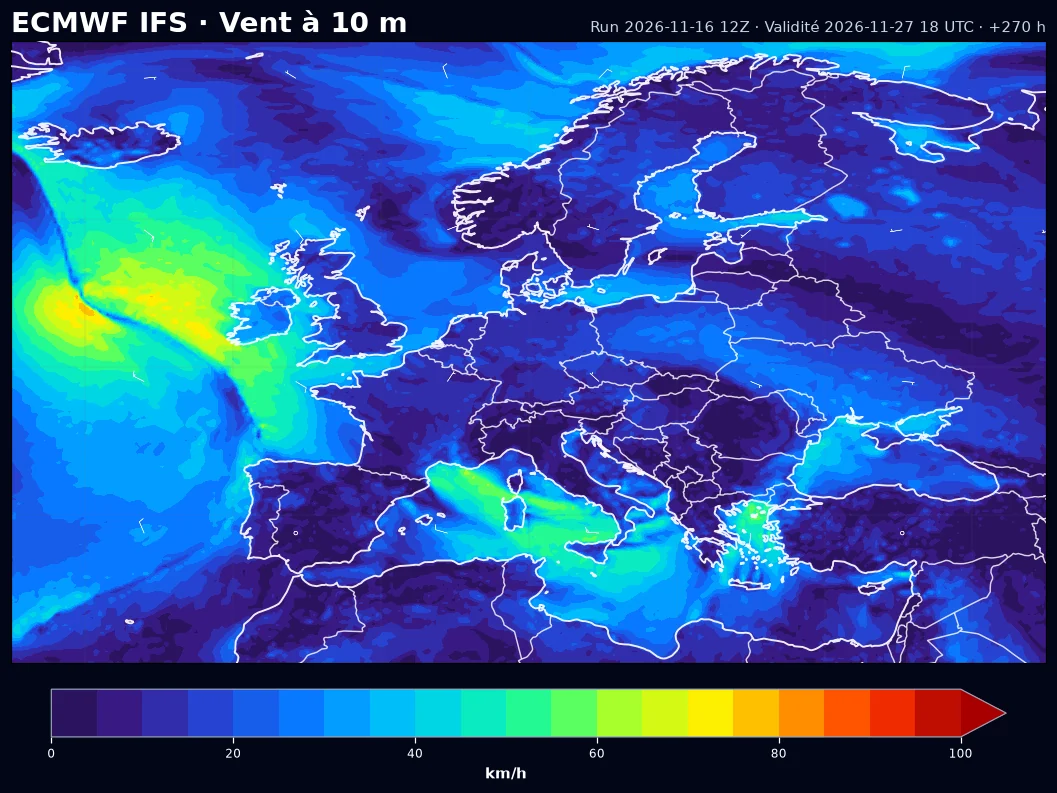 ECMWF IFS · Vent à 10 m
Run 2026-11-16 12Z · Validité 2026-11-27 18 UTC · +270 h
0 20 40 60 80 100
km/h